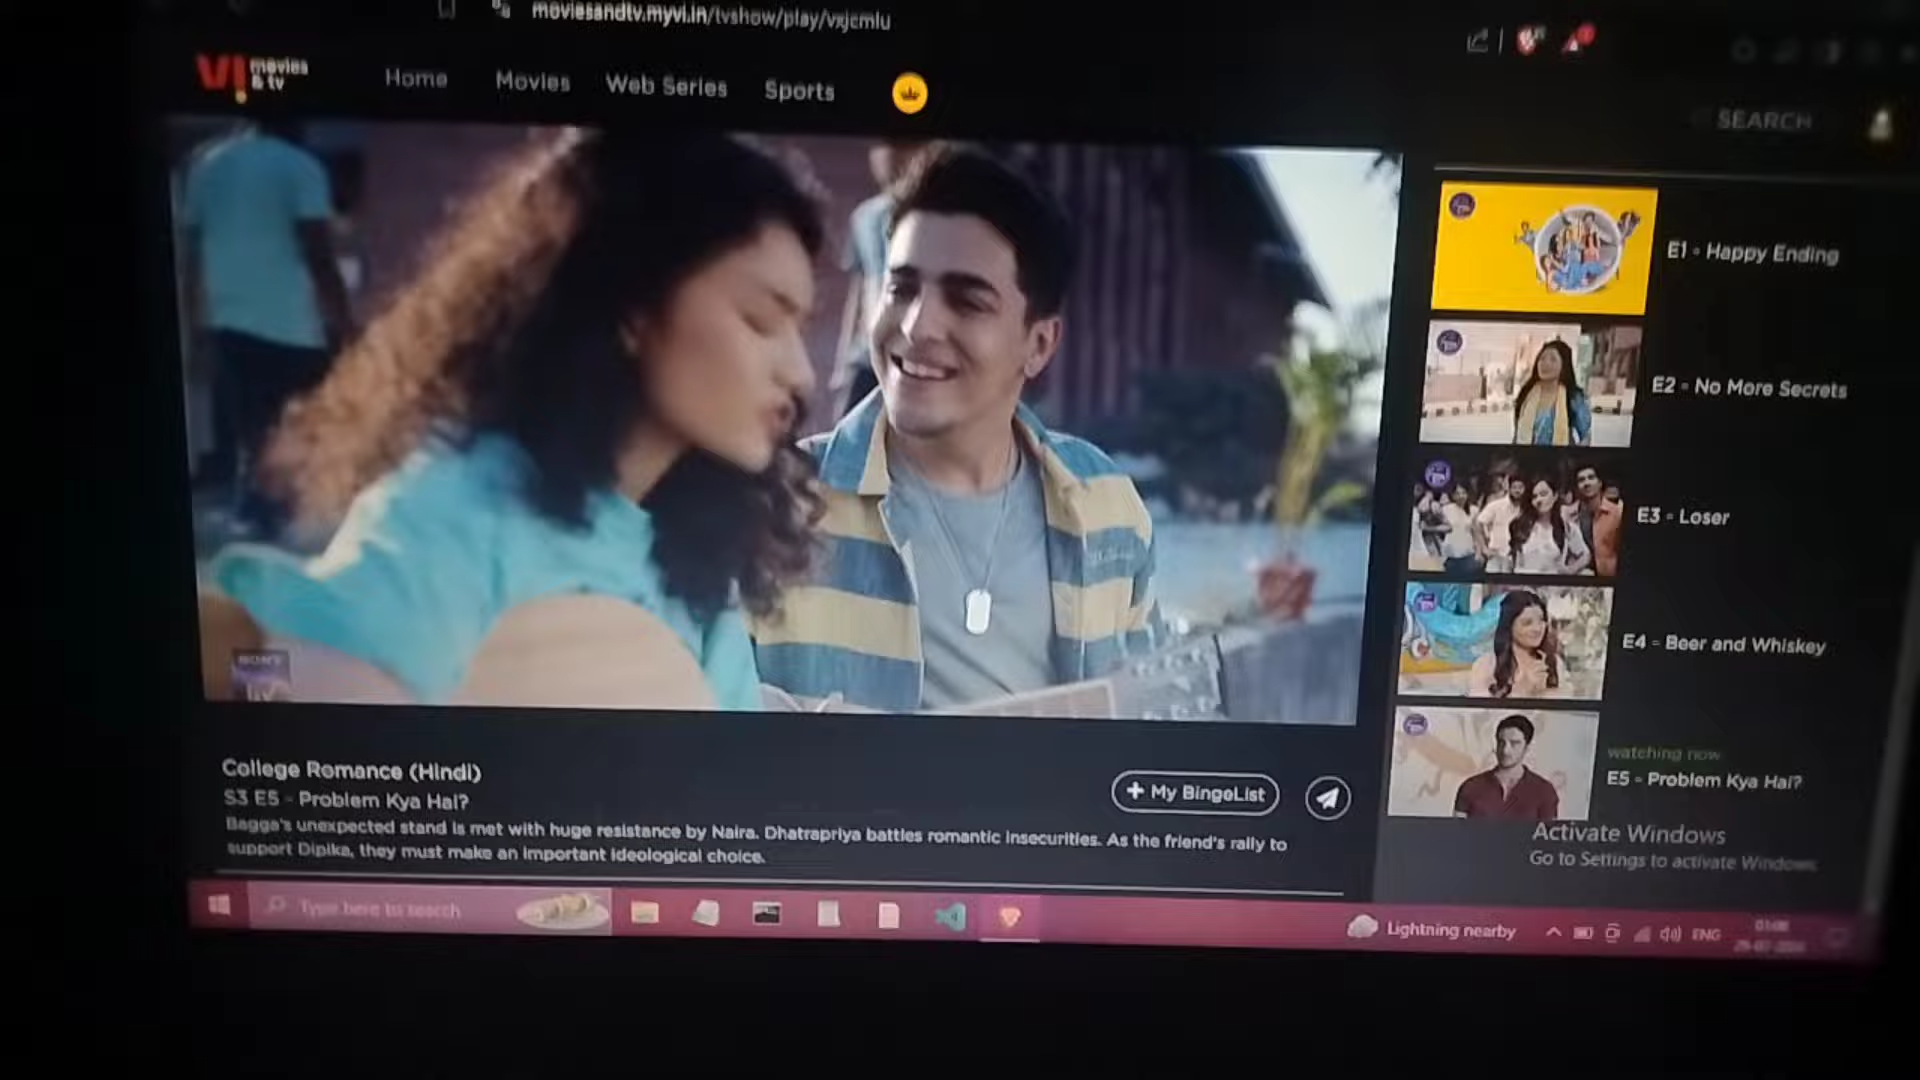 moviesandtv.myvi.in/tvshow/play/vxjcmlu
Vi movies & tv
Home Movies Web Series Sports
SEARCH
E1 - Happy Ending
E2 - No More Secrets
E3 - Loser
E4 - Beer and Whiskey
watching now
E5 - Problem Kya Hai?
SONY
liv
College Romance (Hindi)
S3 E5 - Problem Kya Hai?
+ My BingeList
Bagga's unexpected stand is met with huge resistance by Naira. Dhatrapriya battles romantic insecurities. As the friend's rally to
support Dipika, they must make an important ideological choice.
Activate Windows
Go to Settings to activate Windows.
Type here to search
Lightning nearby
ENG